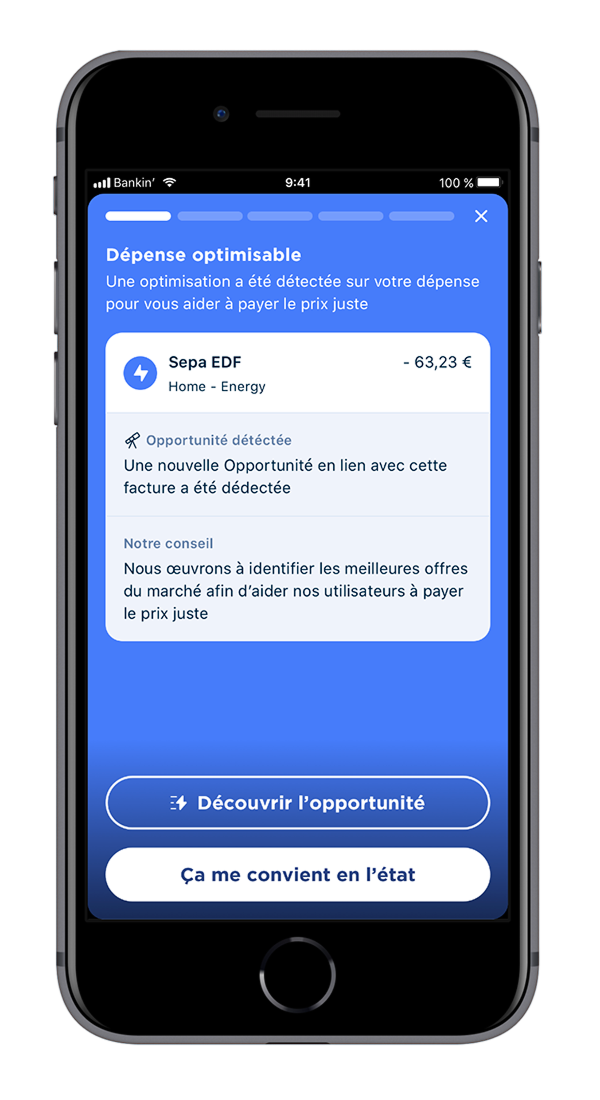 Bankin’ 9:41 100 %
Dépense optimisable
Une optimisation a été détectée sur votre dépense
pour vous aider à payer le prix juste
Sepa EDF - 63,23 €
Home - Energy
Opportunité détéctée
Une nouvelle Opportunité en lien avec cette
facture a été dédectée
Notre conseil
Nous œuvrons à identifier les meilleures offres
du marché afin d’aider nos utilisateurs à payer
le prix juste
Découvrir l’opportunité
Ça me convient en l’état